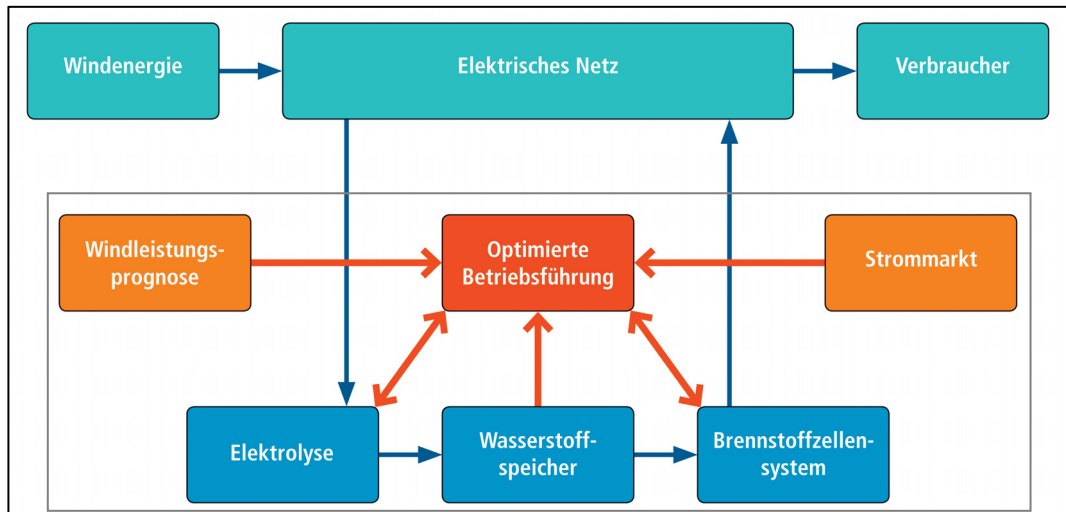 Windenergie
Elektrisches Netz
Verbraucher
Windleistungs-
prognose
Optimierte
Betriebsführung
Strommarkt
Elektrolyse
Wasserstoff-
speicher
Brennstoffzellen-
system